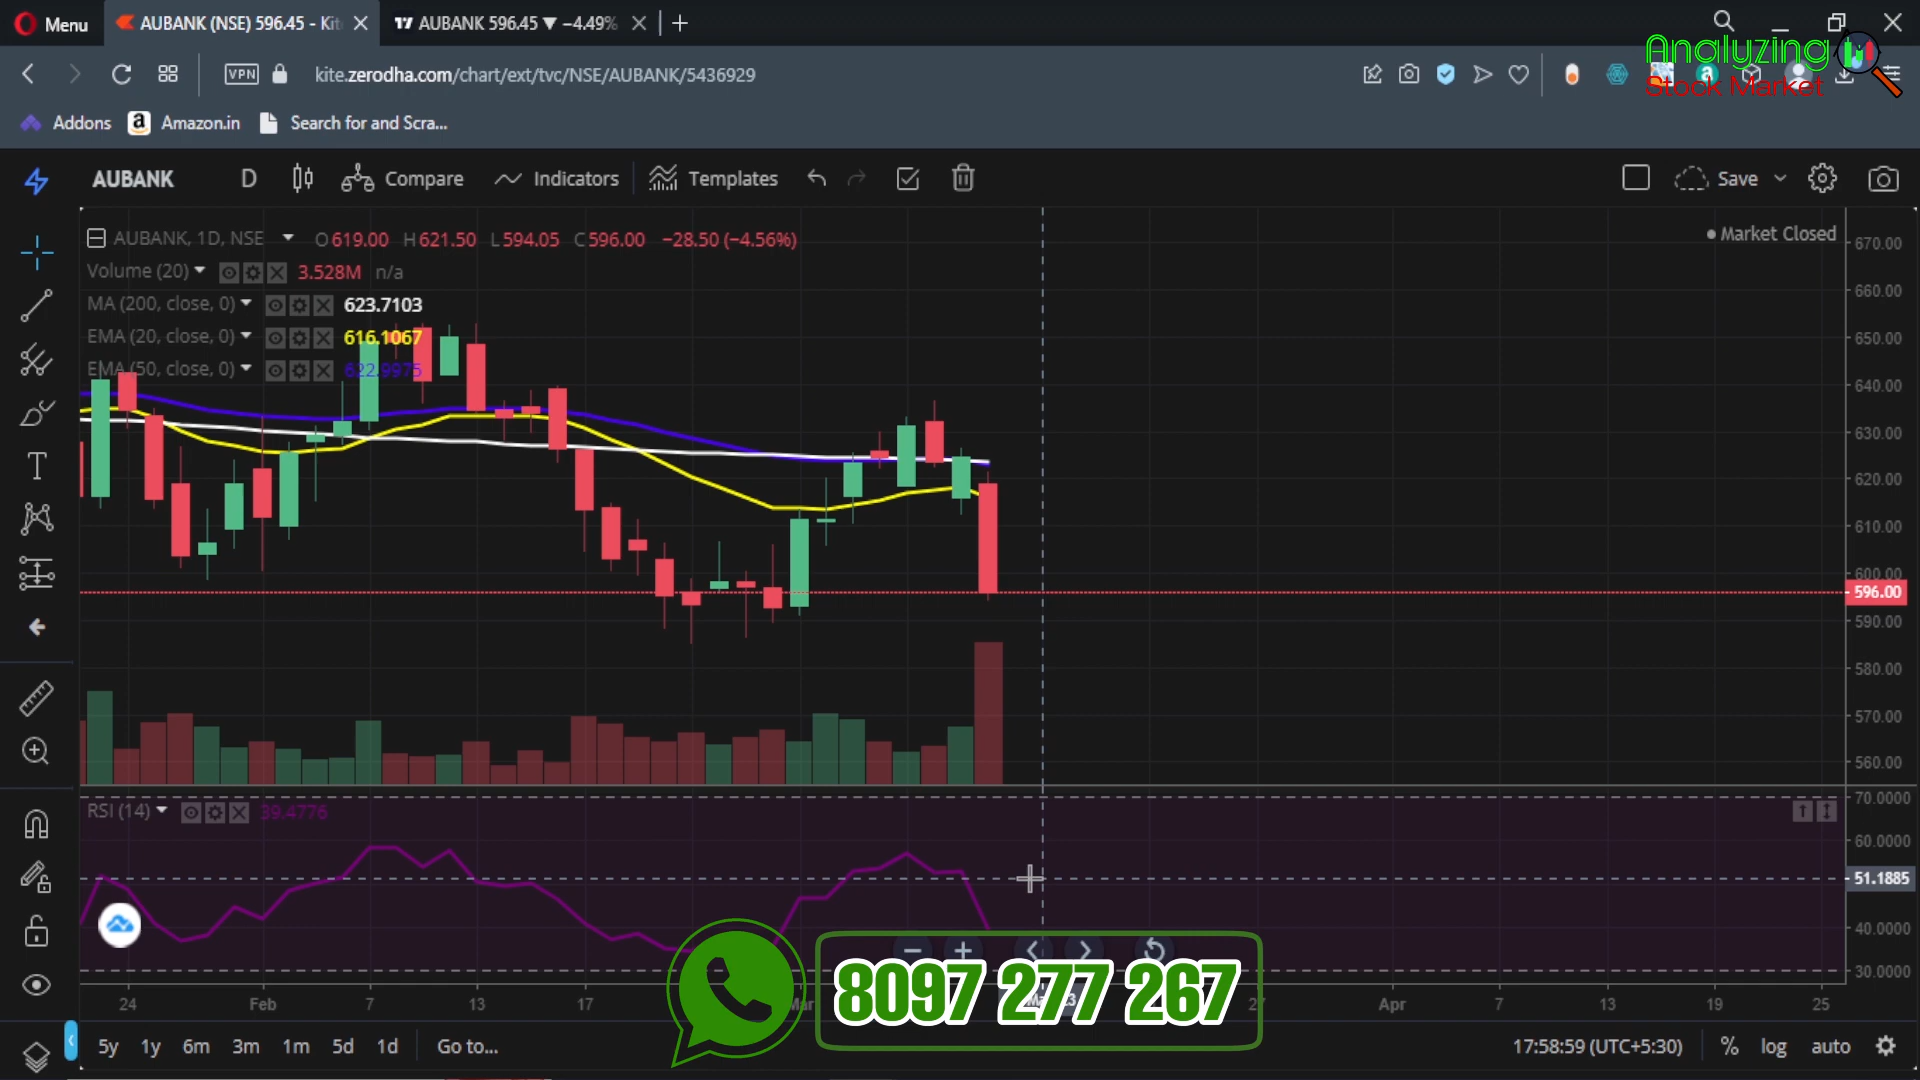 Menu
AUBANK (NSE) 596.45 - Kit
AUBANK 596.45 ▼ −4.49%
Analyzing
Stock Market
VPN
kite.zerodha.com/chart/ext/tvc/NSE/AUBANK/5436929
Addons
Amazon.in
Search for and Scra...
AUBANK
D
Compare
Indicators
Templates
Save
AUBANK, 1D, NSE
O619.00 H621.50 L594.05 C596.00 −28.50 (−4.56%)
Market Closed
Volume (20)
3.528M n/a
MA (200, close, 0)
623.7103
EMA (20, close, 0)
616.1067
EMA (50, close, 0)
622.9975
670.00
660.00
650.00
640.00
630.00
620.00
610.00
600.00
596.00
590.00
580.00
570.00
560.00
RSI (14)
39.4776
70.0000
60.0000
51.1885
40.0000
30.0000
8097 277 267
24 Feb 7 13 17
Apr 7 13 19 25
5y 1y 6m 3m 1m 5d 1d Go to...
17:58:59 (UTC+5:30) % log auto